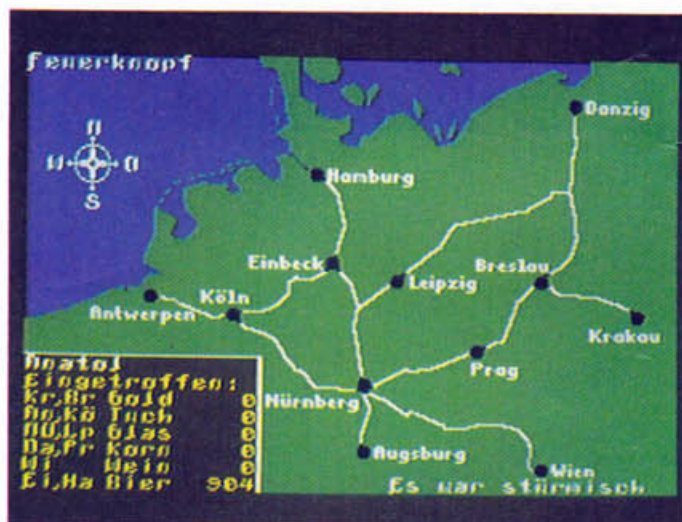 Feuerknopf
Danzig
N
W O
S
Hamburg
Einbeck
Leipzig
Breslau
Antwerpen
Köln
Krakau
Prag
Nürnberg
Augsburg
Wien
Anatol
Eingetroffen:
Kr,Br Gold 0
An,Kö Tuch 0
NÜ,Lp Glas 0
Da,Pr Korn 0
Wi Wein 0
Ei,Ha Bier 904
Es war stürmisch